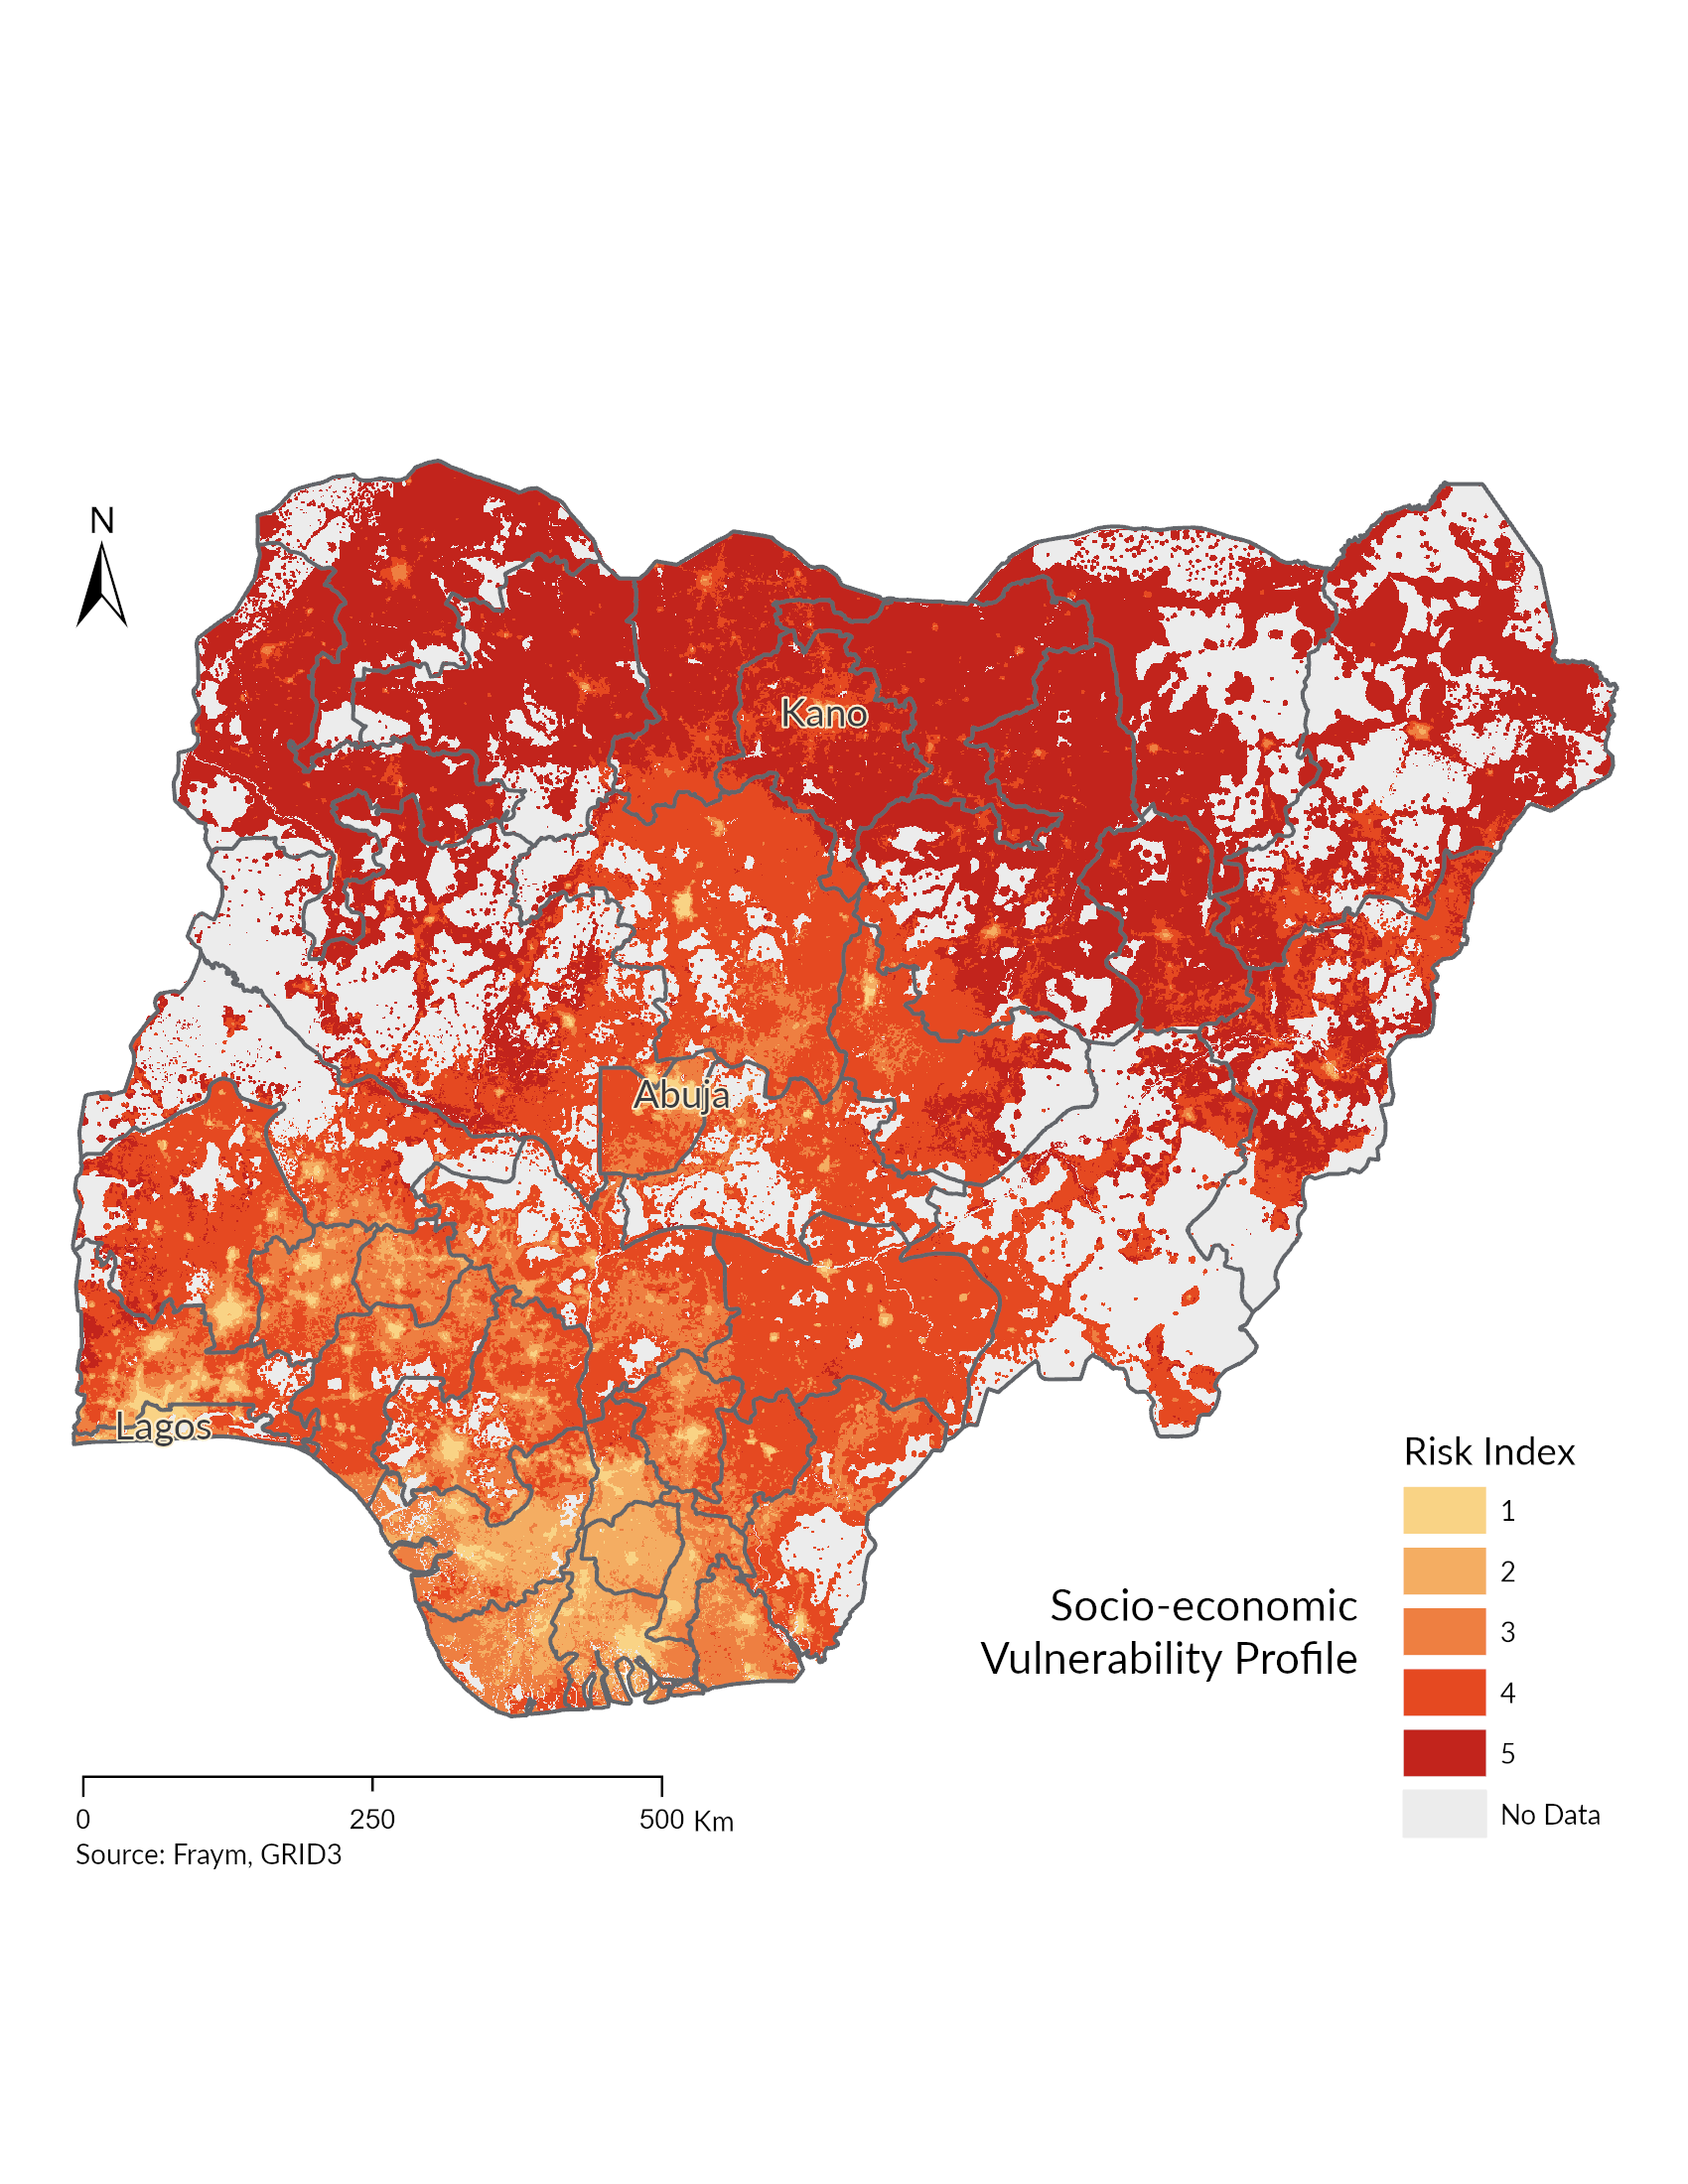 N
Kano
Abuja
Lagos
Risk Index
1
2
3
4
5
No Data
Socio-economic
Vulnerability Profile
0 250 500 Km
Source: Fraym, GRID3